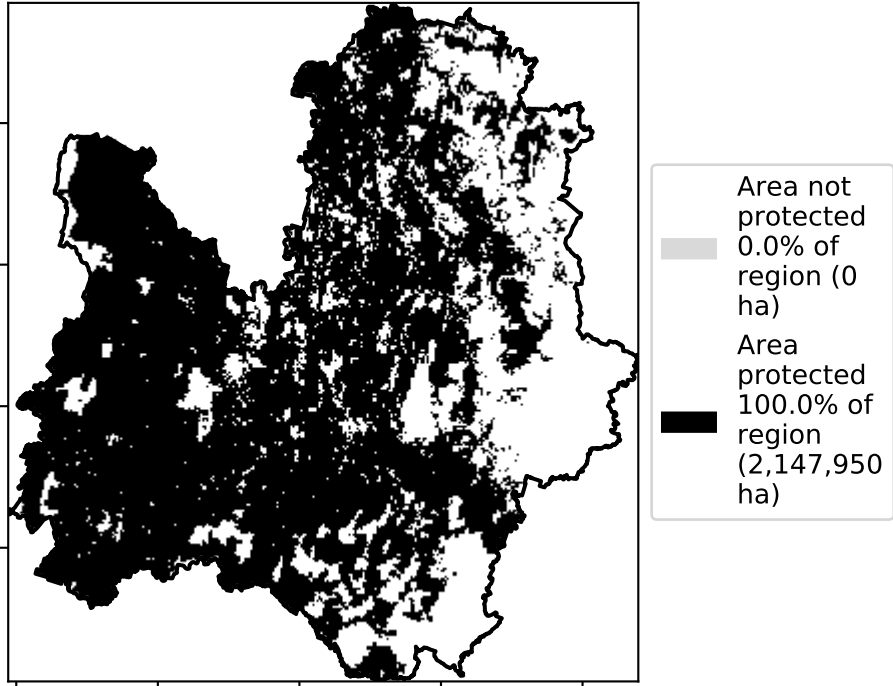 Area not
protected
0.0% of
region (0
ha)
Area
protected
100.0% of
region
(2,147,950
ha)